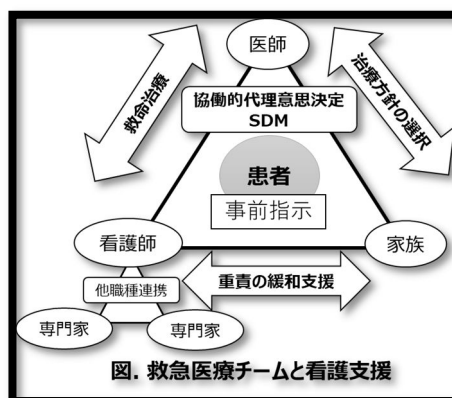 医師
救命治療
治療方針の選択
協働的代理意思決定
SDM
患者
事前指示
看護師
家族
他職種連携
重責の緩和支援
専門家
専門家
図. 救急医療チームと看護支援